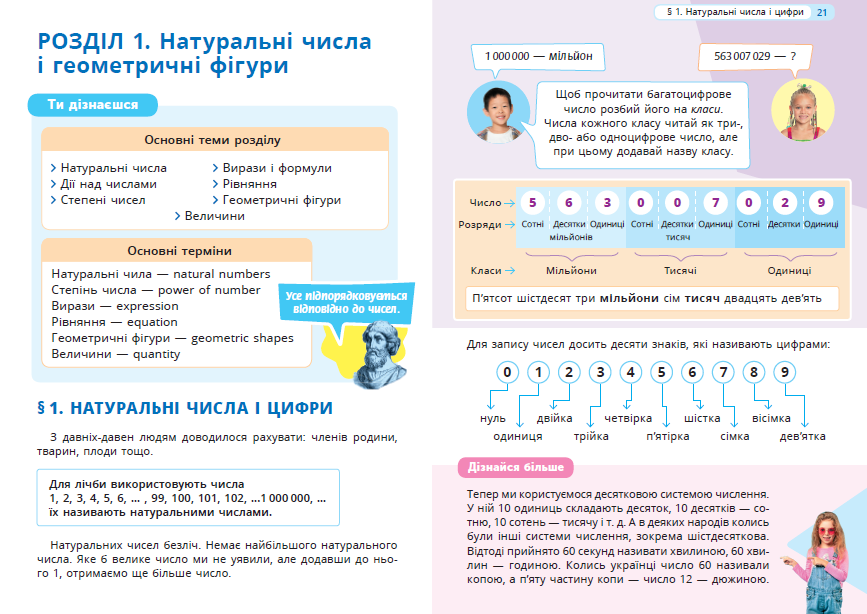 РОЗДІЛ 1. Натуральні числа
і геометричні фігури
Ти дізнаєшся
Основні теми розділу
Натуральні числа
Вирази і формули
Дії над числами
Рівняння
Степені чисел
Геометричні фігури
Величини
Основні терміни
Натуральні чила — natural numbers
Степінь числа — power of number
Вирази — expression
Рівняння — equation
Геометричні фігури — geometric shapes
Величини — quantity
Усе підпорядковується
відповідно до чисел.
§ 1. НАТУРАЛЬНІ ЧИСЛА І ЦИФРИ
З давніх-давен людям доводилося рахувати: членів родини,
тварин, плоди тощо.
Для лічби використовують числа
1, 2, 3, 4, 5, 6, ... , 99, 100, 101, 102, ...1 000 000, ...
їх називають натуральними числами.
Натуральних чисел безліч. Немає найбільшого натурального
числа. Яке б велике число ми не уявили, але додавши до ньо-
го 1, отримаємо ще більше число.
§ 1. Натуральні числа і цифри 21
1 000 000 — мільйон
563 007 029 — ?
Щоб прочитати багатоцифрове
число розбий його на класи.
Числа кожного класу читай як три-,
дво- або одноцифрове число, але
при цьому додавай назву класу.
Число 5 6 3 0 0 7 0 2 9
Розряди Сотні Десятки Одиниці Сотні Десятки Одиниці Сотні Десятки Одиниці
мільйонів тисяч
Класи Мільйони Тисячі Одиниці
П’ятсот шістдесят три мільйони сім тисяч двадцять дев’ять
Для запису чисел досить десяти знаків, які називають цифрами:
0 1 2 3 4 5 6 7 8 9
нуль двійка четвірка шістка вісімка
одиниця трійка п’ятірка сімка дев’ятка
Дізнайся більше
Тепер ми користуємося десятковою системою числення.
У ній 10 одиниць складають десяток, 10 десятків — со-
тню, 10 сотень — тисячу і т. д. А в деяких народів колись
були інші системи числення, зокрема шістдесяткова.
Відтоді прийнято 60 секунд називати хвилиною, 60 хви-
лин — годиною. Колись українці число 60 називали
копою, а п’яту частину копи — число 12 — дюжиною.